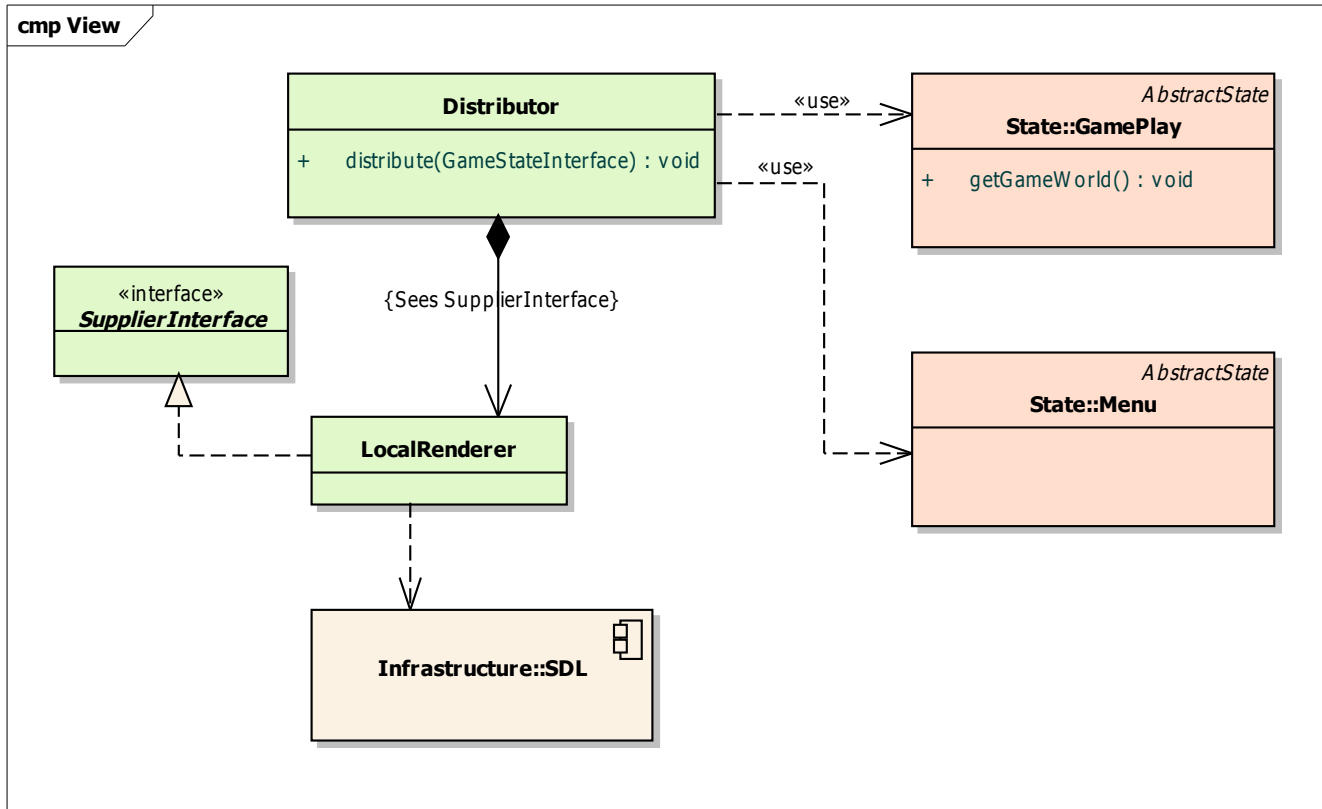 cmp View
Distributor
+ distribute(GameStateInterface) : void
«use»
«use»
AbstractState
State::GamePlay
+ getGameWorld() : void
«interface»
SupplierInterface
{Sees SupplierInterface}
AbstractState
State::Menu
LocalRenderer
Infrastructure::SDL